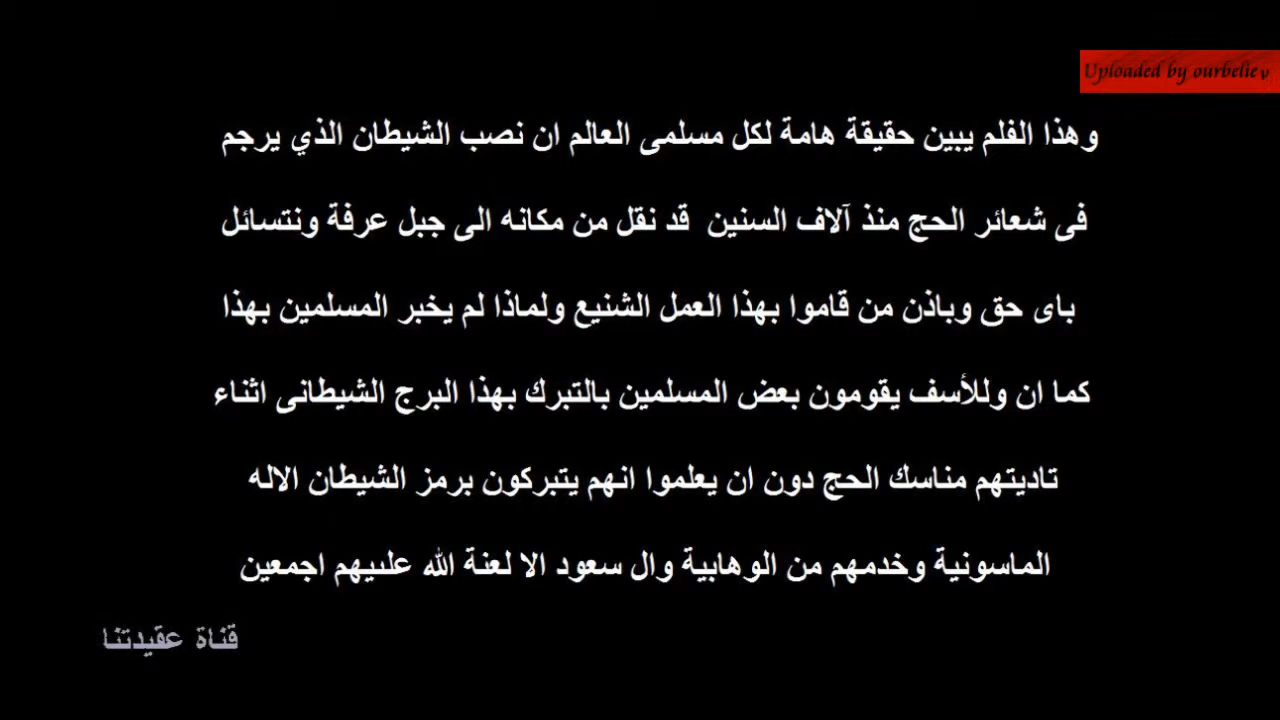 Uploaded by ourbeliev
وهذا الفلم يبين حقيقة هامة لكل مسلمى العالم ان نصب الشيطان الذي يرجم
فى شعائر الحج منذ آلاف السنين قد نقل من مكانه الى جبل عرفة ونتسائل
باى حق وباذن من قاموا بهذا العمل الشنيع ولماذا لم يخبر المسلمين بهذا
كما ان وللأسف يقومون بعض المسلمين بالتبرك بهذا البرج الشيطانى اثناء
تاديتهم مناسك الحج دون ان يعلموا انهم يتبركون برمز الشيطان الاله
الماسونية وخدمهم من الوهابية وال سعود الا لعنة الله عليهم اجمعين
قناة عقيدتنا